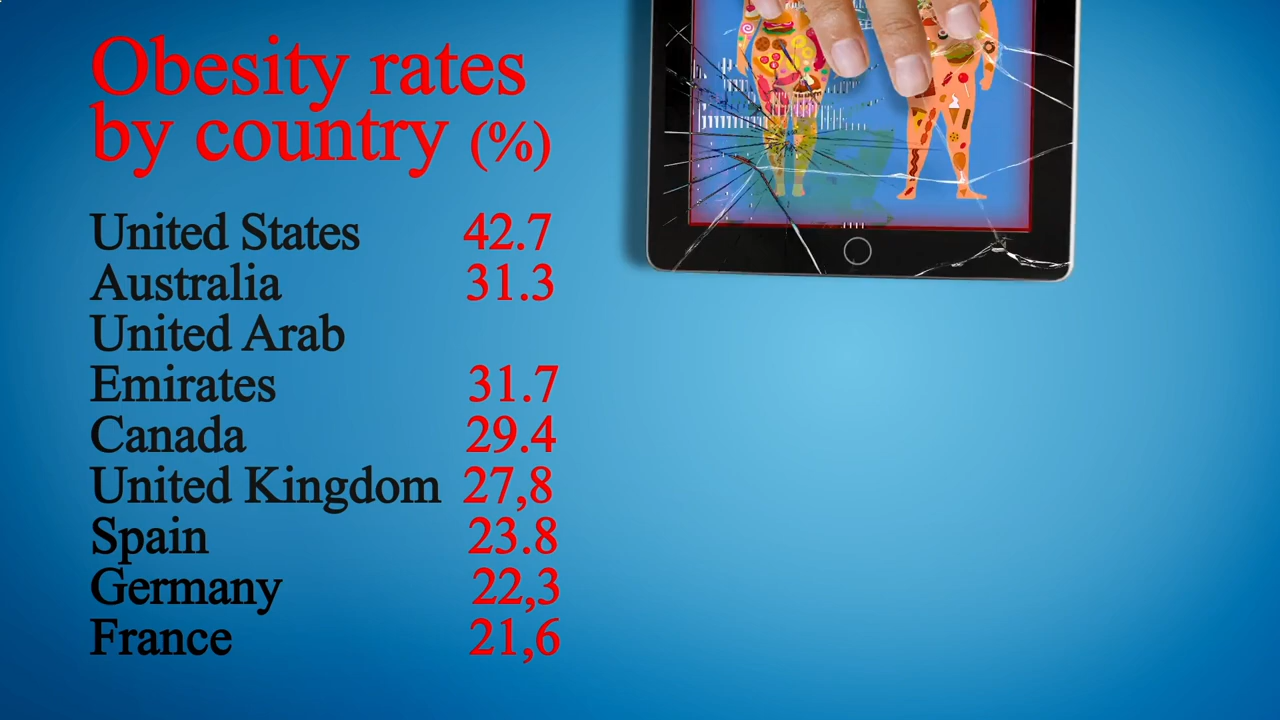 Obesity rates
by country (%)
United States 42.7
Australia 31.3
United Arab
Emirates 31.7
Canada 29.4
United Kingdom 27,8
Spain 23.8
Germany 22,3
France 21,6